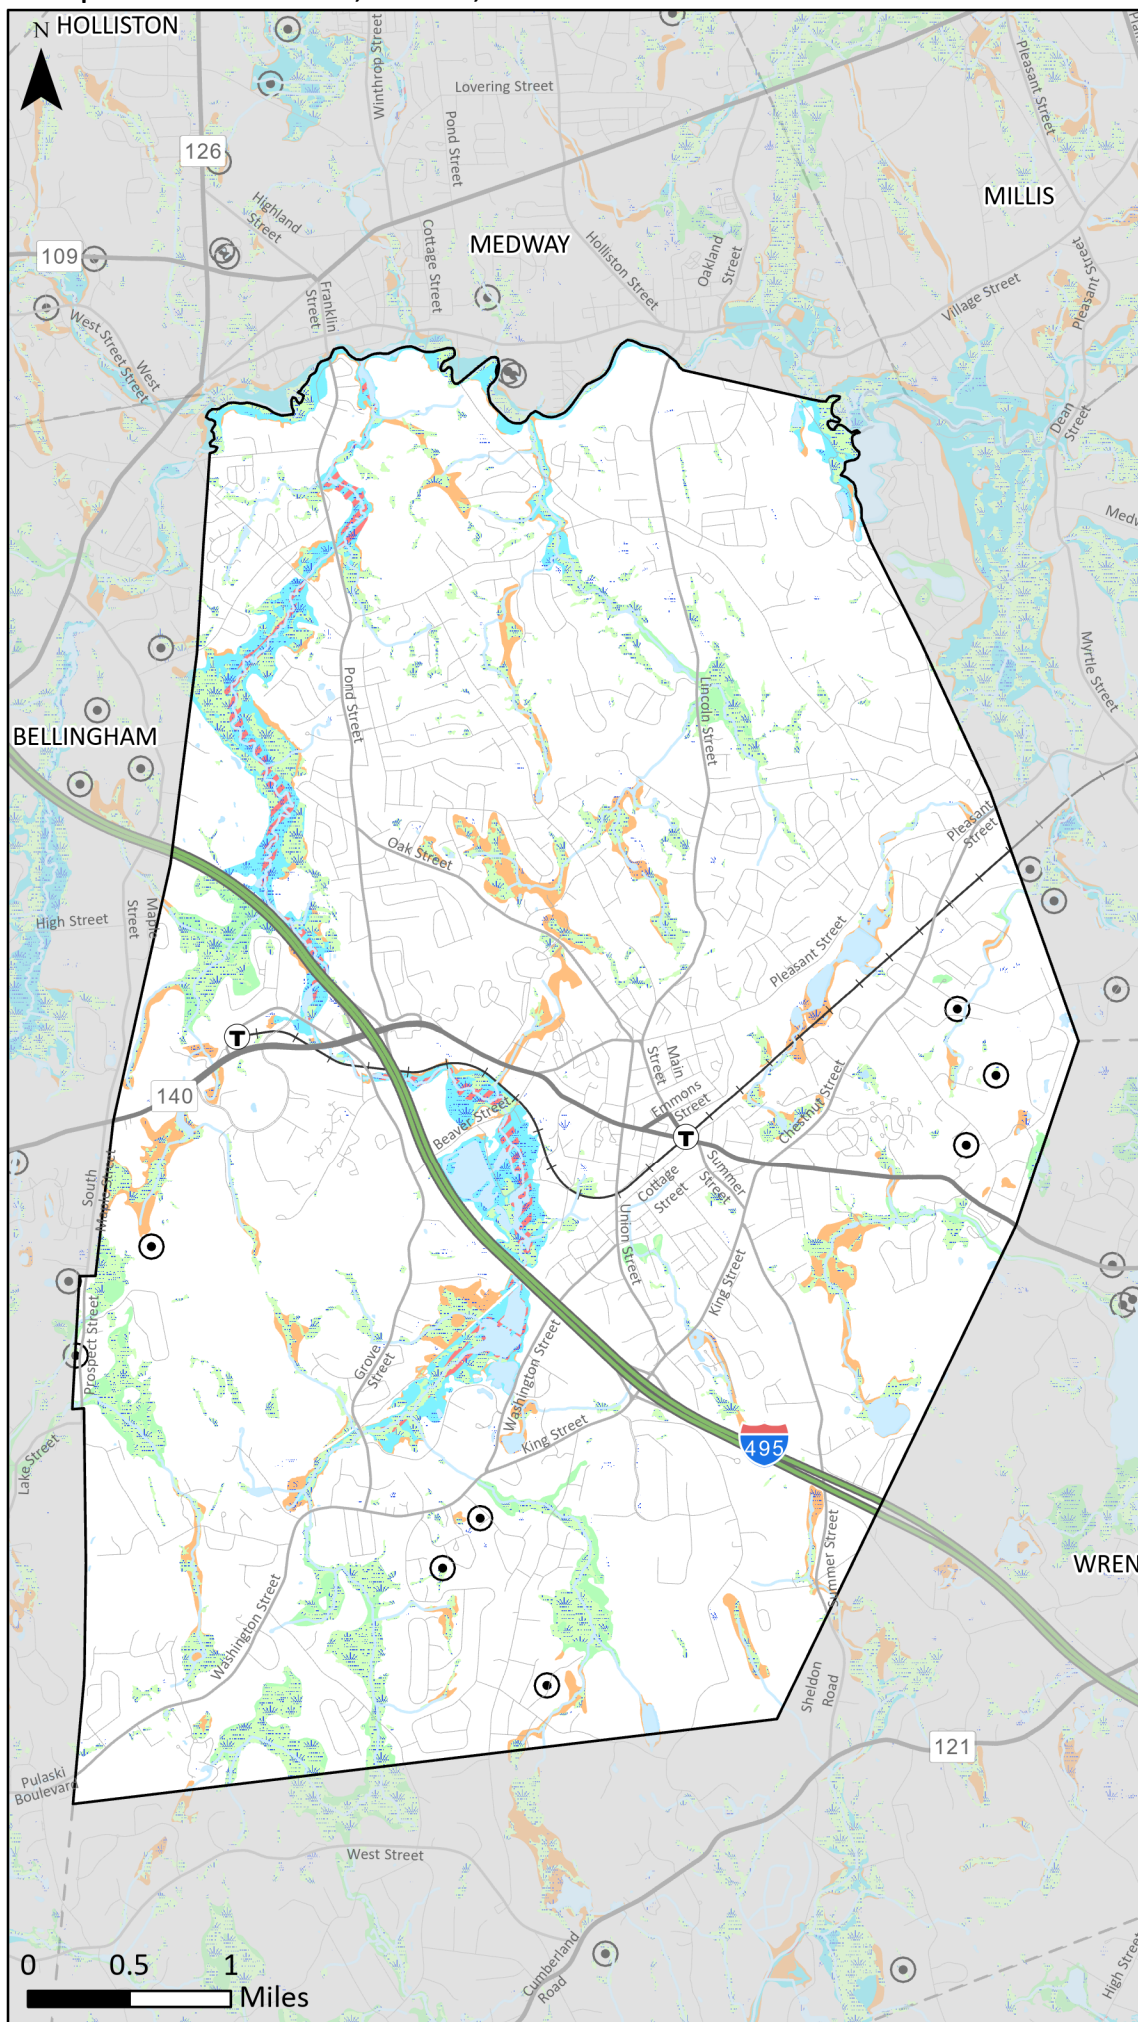 N
HOLLISTON
Winthrop Street
Lovering Street
Pleasant Street
Pond Street
126
MILLIS
Highland
Street
MEDWAY
Cottage Street
Holliston Street
Oakland
Street
109
Pleasant Street
Village Street
Franklin
Street
West Street
Street
West
Dean
Street
Myrtle Street
Pond Street
Lincoln Street
BELLINGHAM
Pleasant
Street
Oak Street
High Street
Maple
Street
Pleasant Street
T
Main
Street
140
Emmons
Street
Chestnut Street
Beaver Street
T
Summer
Street
Cottage
Street
South
Maple Street
Union Street
King Street
Prospect Street
Grove
Street
Washington Street
King Street
495
Lake Street
Summer Street
WREN
Washington Street
Sheldon
Road
121
Pulaski
Boulevard
West Street
Cumberland
Road
High Street
0 0.5 1
Miles